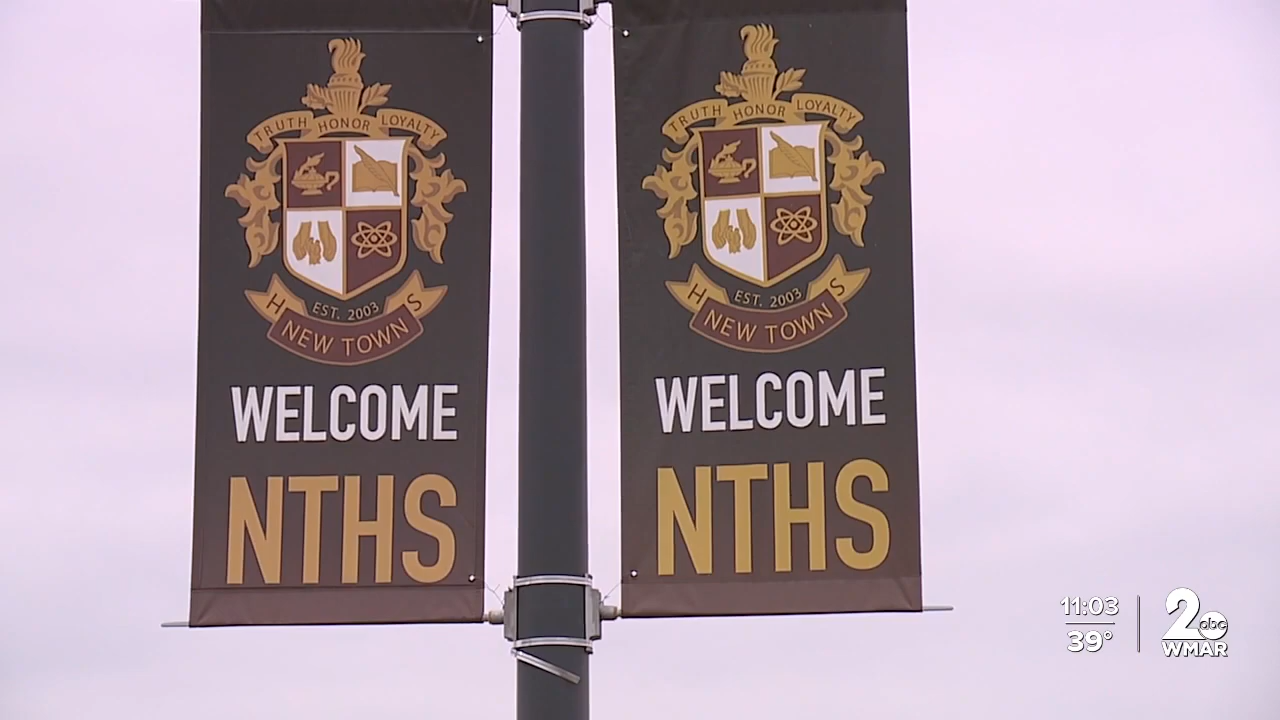 TRUTH HONOR LOYALTY
EST. 2003
H NEW TOWN S
WELCOME
NTHS
TRUTH HONOR LOYALTY
EST. 2003
H NEW TOWN S
WELCOME
NTHS
11:03
39°
2 abc
WMAR